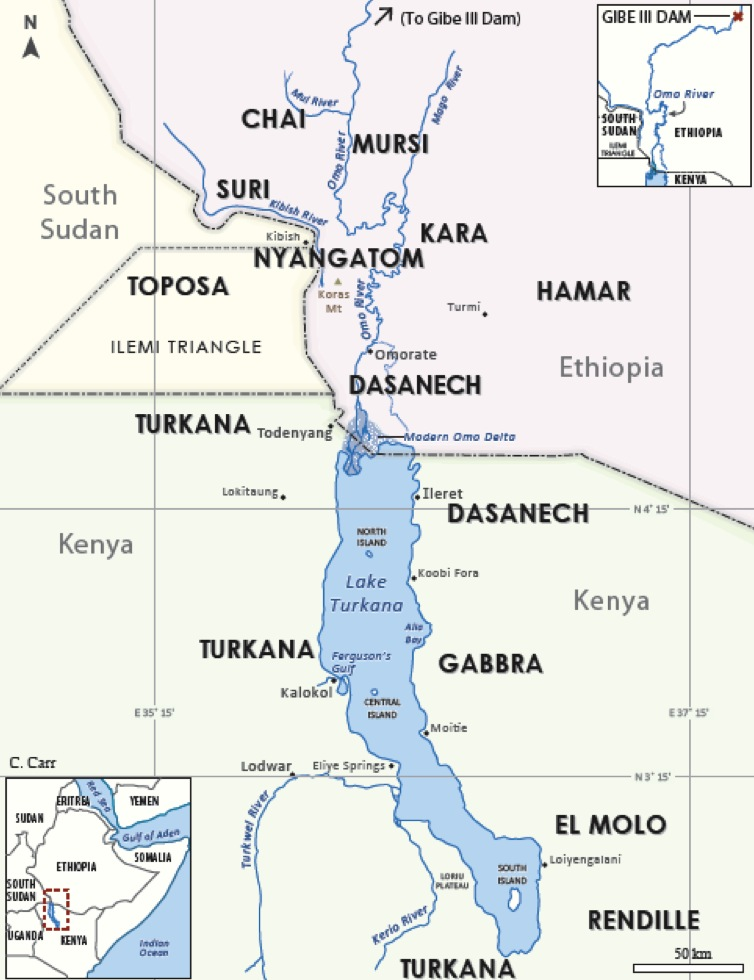 N
(To Gibe III Dam)
GIBE III DAM
Omo River
SOUTH
SUDAN
ILEMI
TRIANGLE
ETHIOPIA
KENYA
Mui River
Mago River
CHAI
MURSI
Omo River
South
Sudan
SURI
Kibish River
Kibish
KARA
NYANGATOM
TOPOSA
Koras
Mt
HAMAR
Omo River
Turmi
ILEMI TRIANGLE
Omorate
Ethiopia
DASANECH
TURKANA
Todenyang
Modern Omo Delta
Lokitaung
Ileret
DASANECH
N 4° 15'
Kenya
NORTH
ISLAND
Koobi Fora
Lake
Turkana
Kenya
Alia
Bay
TURKANA
Ferguson's
Gulf
GABBRA
Kalokol
CENTRAL
ISLAND
E 35° 15'
E 37° 15'
Moitie
C. Carr
Lodwar
Eliye Springs
N 3° 15'
Red Sea
ERITREA
YEMEN
SUDAN
Gulf of Aden
SOMALIA
ETHIOPIA
SOUTH
SUDAN
UGANDA
KENYA
Indian
Ocean
Turkwel River
EL MOLO
Loiyengalani
LORIU
PLATEAU
SOUTH
ISLAND
Kerio River
RENDILLE
TURKANA
50 km